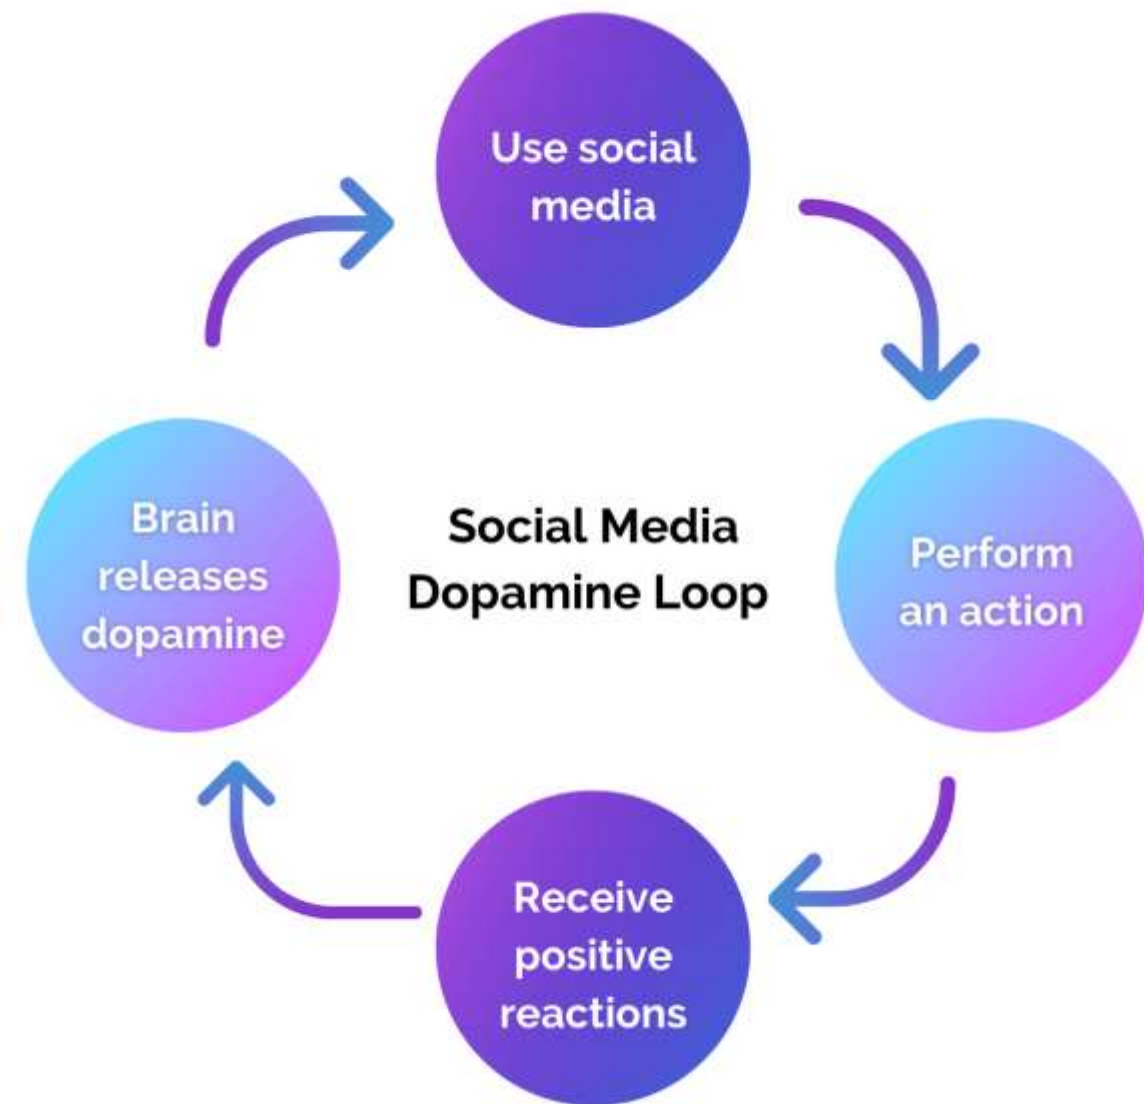 Use social
media
Perform
an action
Receive
positive
reactions
Brain
releases
dopamine
Social Media
Dopamine Loop